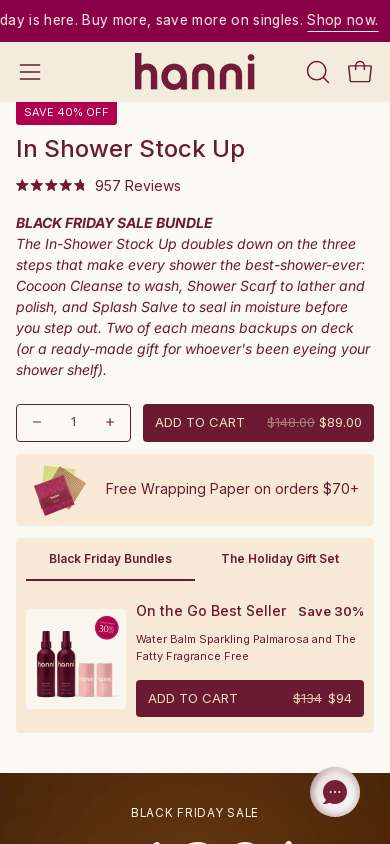 day is here. Buy more, save more on singles. Shop now.
hanni
SAVE 40% OFF
In Shower Stock Up
957 Reviews
BLACK FRIDAY SALE BUNDLE
The In-Shower Stock Up doubles down on the three
steps that make every shower the best-shower-ever:
Cocoon Cleanse to wash, Shower Scarf to lather and
polish, and Splash Salve to seal in moisture before
you step out. Two of each means backups on deck
(or a ready-made gift for whoever's been eyeing your
shower shelf).
− 1 +
ADD TO CART $148.00 $89.00
Free Wrapping Paper on orders $70+
Black Friday Bundles
The Holiday Gift Set
On the Go Best Seller Save 30%
30%
hanni hanni
Water Balm Sparkling Palmarosa and The
Fatty Fragrance Free
ADD TO CART $134 $94
BLACK FRIDAY SALE